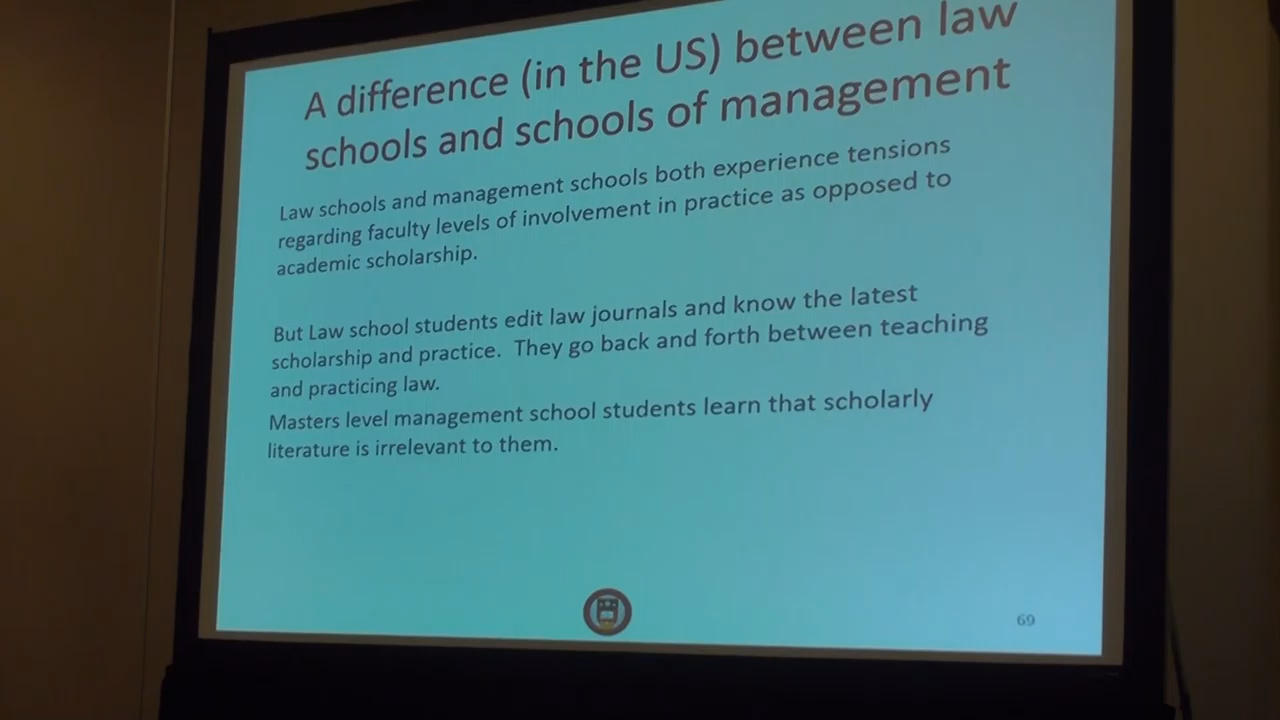 A difference (in the US) between law
schools and schools of management
Law schools and management schools both experience tensions
regarding faculty levels of involvement in practice as opposed to
academic scholarship.
But Law school students edit law journals and know the latest
scholarship and practice.  They go back and forth between teaching
and practicing law.
Masters level management school students learn that scholarly
literature is irrelevant to them.
69